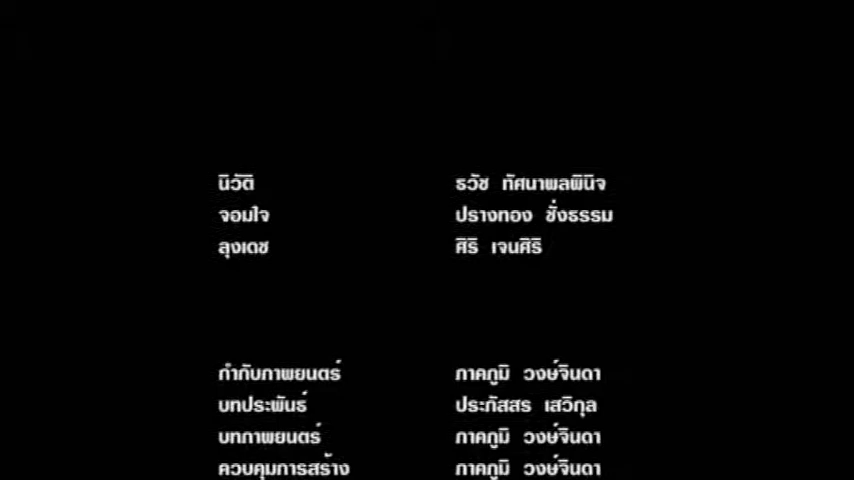 นิวัติ ธวัช ทัศนาพลพินิจ
จอมใจ ปรางทอง ชั่งธรรม
ลุงเดช ศิริ เจนศิริ
กำกับภาพยนตร์ ภาคภูมิ วงษ์จินดา
บทประพันธ์ ประภัสสร เสวิกุล
บทภาพยนตร์ ภาคภูมิ วงษ์จินดา
ควบคุมการสร้าง ภาคภูมิ วงษ์จินดา